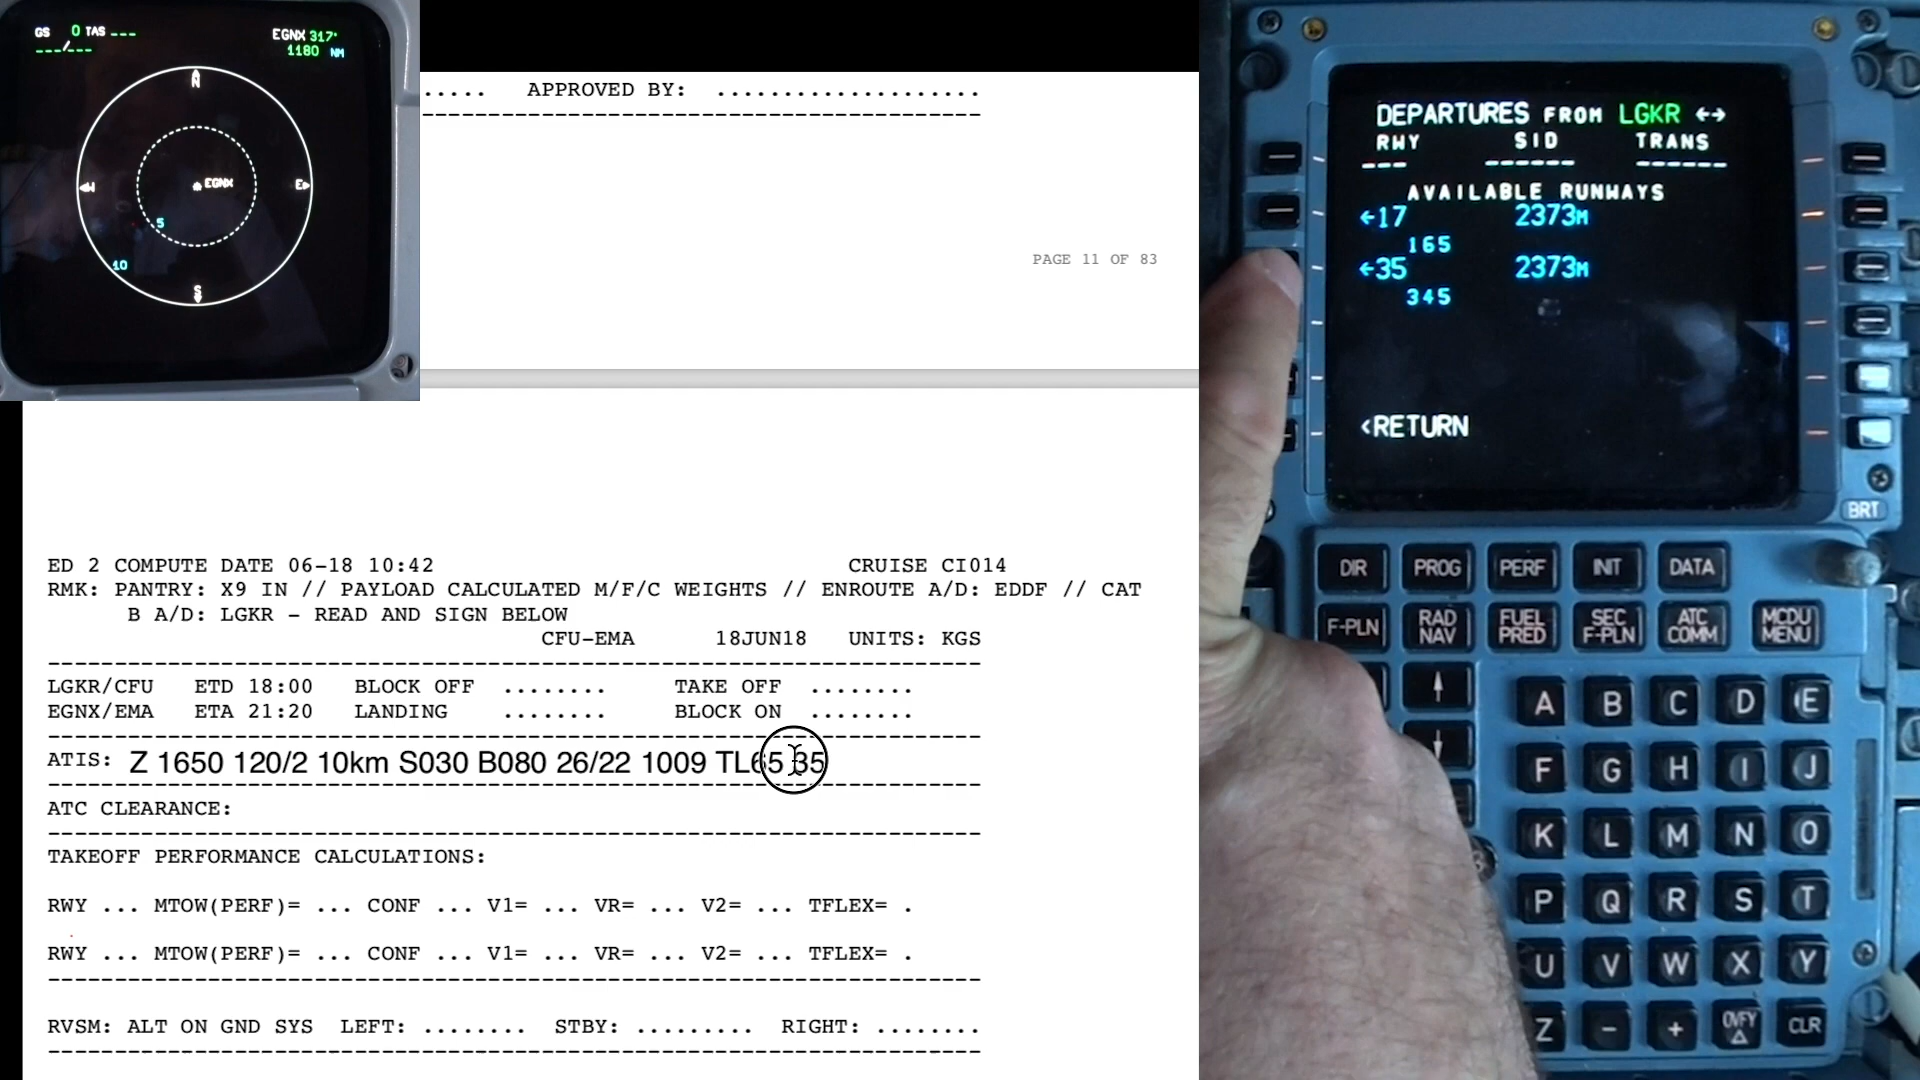 GS 0 TAS ---
---/---
EGNX 317°
1180 NM
N
W
E
S
EGNX
5
10
..... APPROVED BY: ....................
PAGE 11 OF 83
ED 2 COMPUTE DATE 06-18 10:42 CRUISE CI014
RMK: PANTRY: X9 IN // PAYLOAD CALCULATED M/F/C WEIGHTS // ENROUTE A/D: EDDF // CAT
B A/D: LGKR - READ AND SIGN BELOW
CFU-EMA 18JUN18 UNITS: KGS
LGKR/CFU ETD 18:00 BLOCK OFF ........ TAKE OFF ........
EGNX/EMA ETA 21:20 LANDING ........ BLOCK ON ........
ATIS: Z 1650 120/2 10km S030 B080 26/22 1009 TL65 35
ATC CLEARANCE:
TAKEOFF PERFORMANCE CALCULATIONS:
RWY ... MTOW(PERF)= ... CONF ... V1= ... VR= ... V2= ... TFLEX= .
RWY ... MTOW(PERF)= ... CONF ... V1= ... VR= ... V2= ... TFLEX= .
RVSM: ALT ON GND SYS LEFT: ........ STBY: ......... RIGHT: ........
DEPARTURES FROM LGKR ←→
RWY SID TRANS
--- ------ ------
AVAILABLE RUNWAYS
←17 2373M
165
←35 2373M
345
<RETURN
BRT
DIR PROG PERF INIT DATA
F-PLN RAD NAV FUEL PRED SEC F-PLN ATC COMM MCDU MENU
↑ A B C D E
↓ F G H I J
K L M N O
P Q R S T
U V W X Y
Z - + OVFY Δ CLR